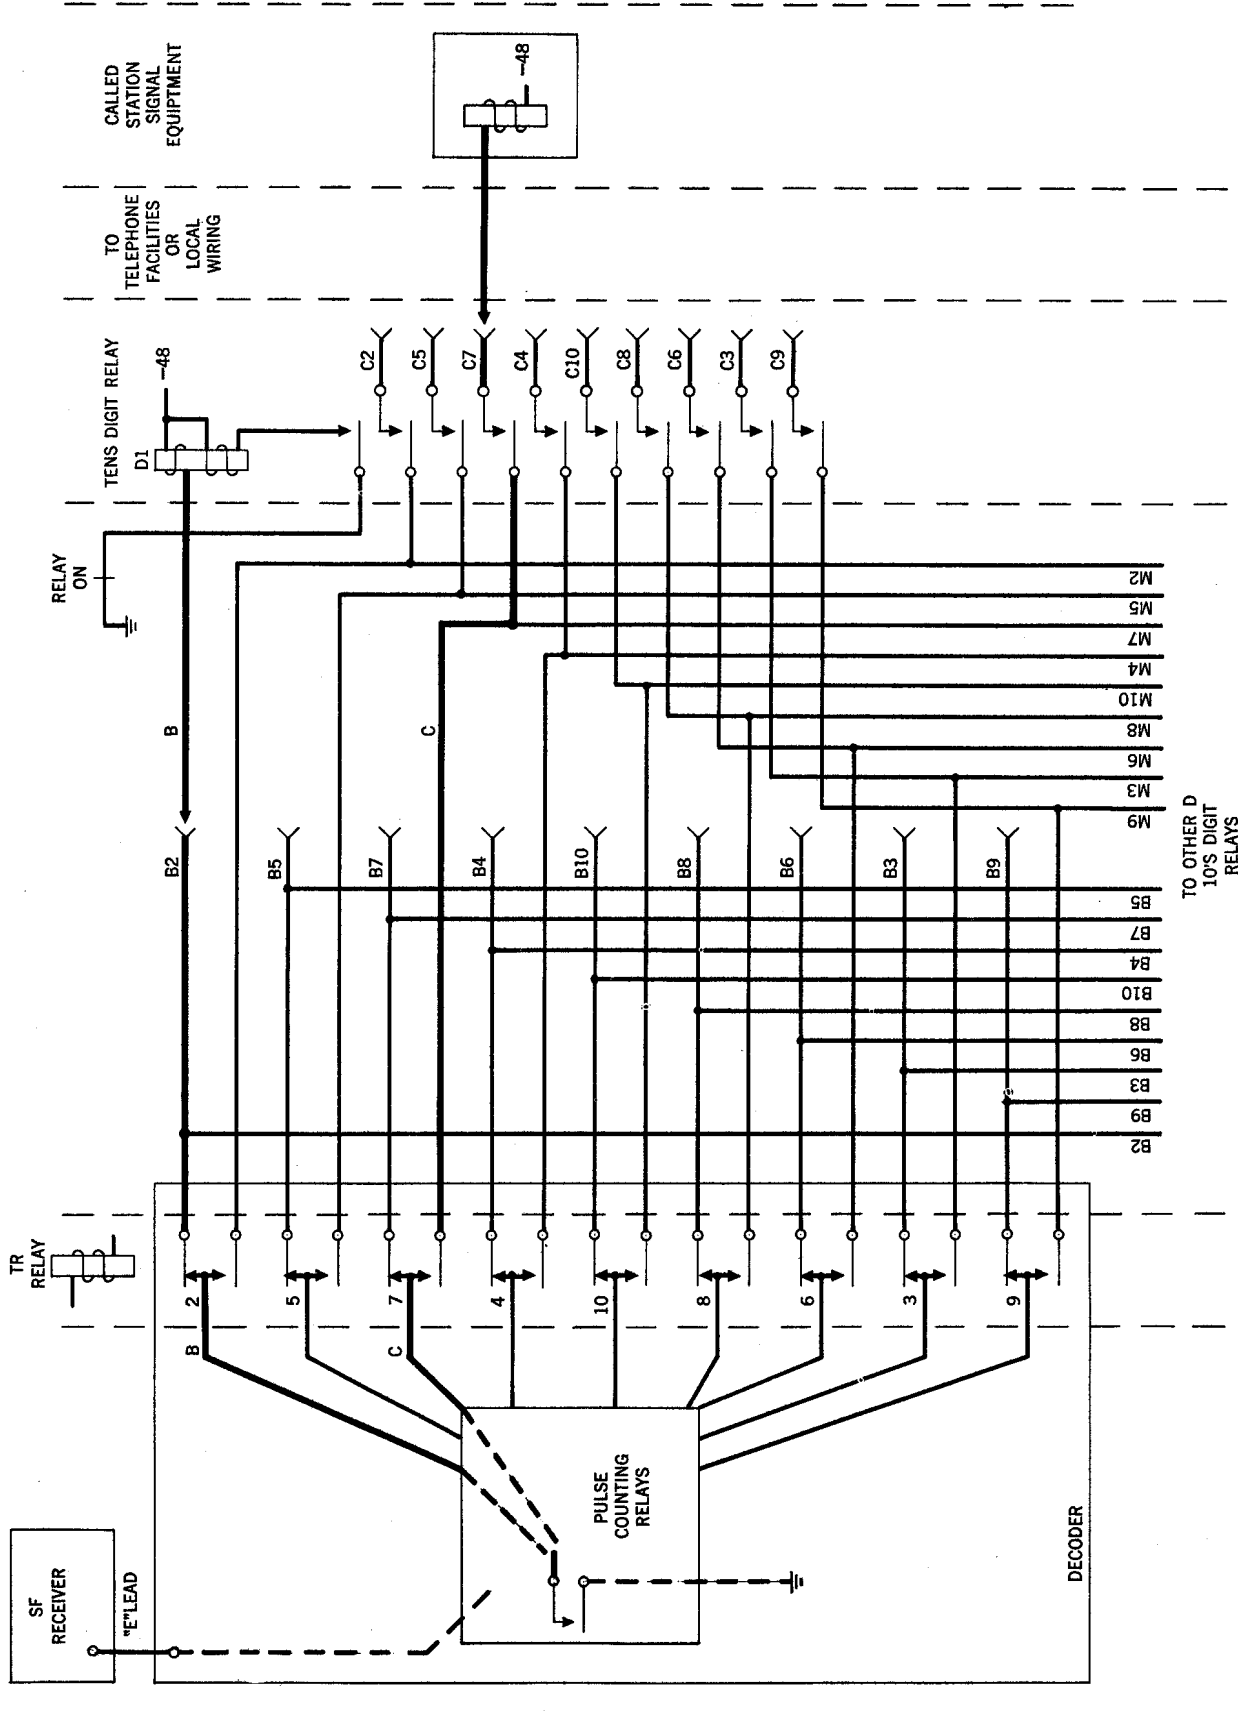 CALLED
STATION
SIGNAL
EQUIPTMENT
–48
TO
TELEPHONE
FACILITIES
OR
LOCAL
WIRING
TENS DIGIT RELAY
D1
–48
C2
C5
C7
C4
C10
C8
C6
C3
C9
RELAY
ON
B
C
M2
M5
M7
M4
M10
M8
M6
M3
M9
TO OTHER D
10'S DIGIT
RELAYS
B2
B5
B7
B4
B10
B8
B6
B3
B9
B5
B7
B4
B10
B8
B6
B3
B9
B2
TR
RELAY
2
5
7
4
10
8
6
3
9
B
C
PULSE
COUNTING
RELAYS
DECODER
SF
RECEIVER
"E"LEAD